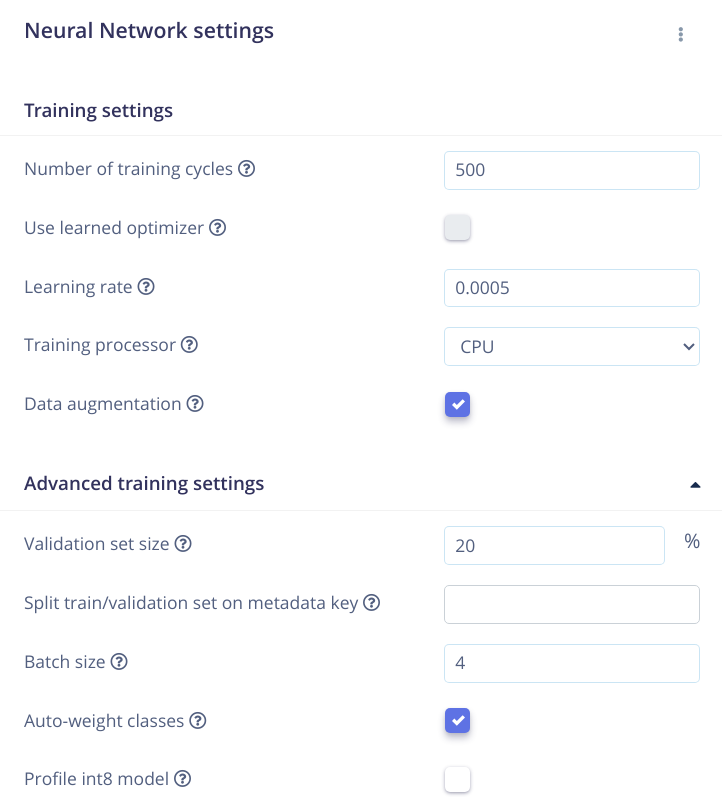 Neural Network settings
Training settings
Number of training cycles
500
Use learned optimizer
Learning rate
0.0005
Training processor
CPU
Data augmentation
Advanced training settings
Validation set size
20
%
Split train/validation set on metadata key
Batch size
4
Auto-weight classes
Profile int8 model